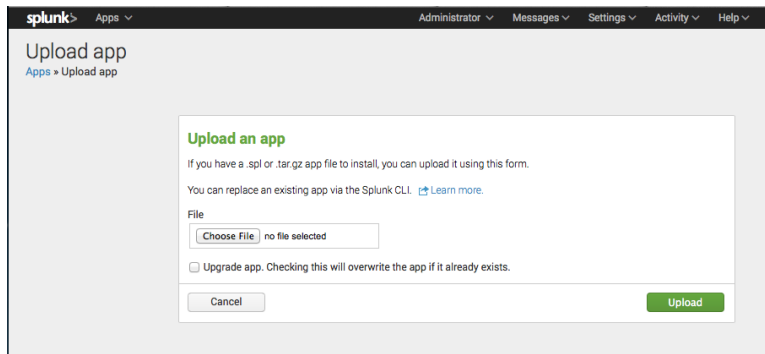 splunk> Apps Administrator Messages Settings Activity Help
Upload app
Apps » Upload app
Upload an app
If you have a .spl or .tar.gz app file to install, you can upload it using this form.
You can replace an existing app via the Splunk CLI. Learn more.
File
Choose File no file selected
Upgrade app. Checking this will overwrite the app if it already exists.
Cancel Upload